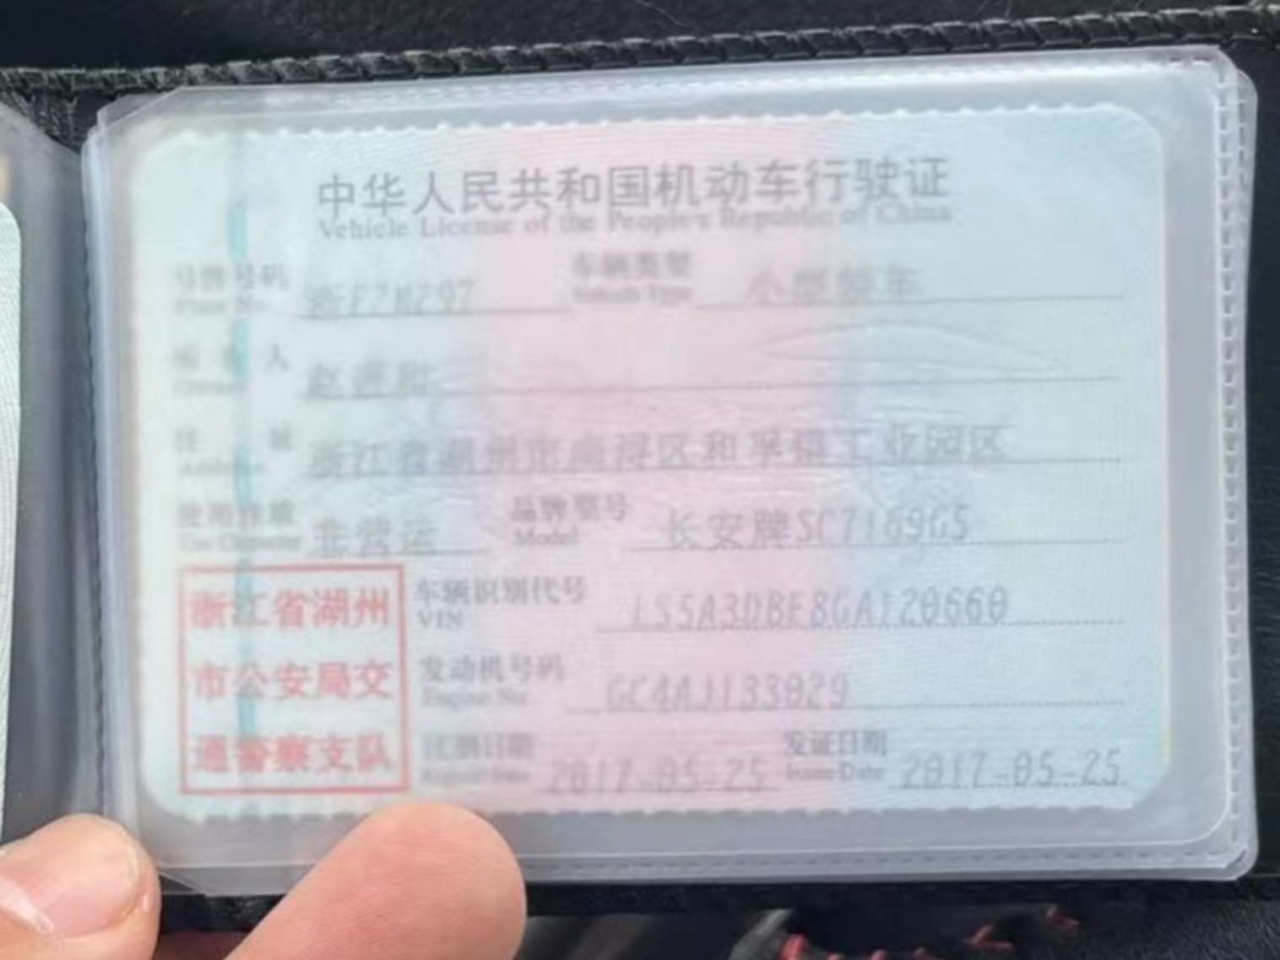 中华人民共和国机动车行驶证
Vehicle License of the People's Republic of China
号牌号码 车辆类型 小型轿车
Plate No. Vehicle Type
所有人 赵
Owner
住址 浙江省湖州市南浔区和孚镇工业园区
Address
使用性质 非营运 品牌型号 长安牌SC7169G5
Use Character Model
浙江省湖州 车辆识别代号 LS5A3DBE8GA120660
VIN
市公安局交 发动机号码 GC4AJ133029
Engine No.
通警察支队 注册日期 2017-05-25 发证日期 2017-05-25
Register Date Issue Date